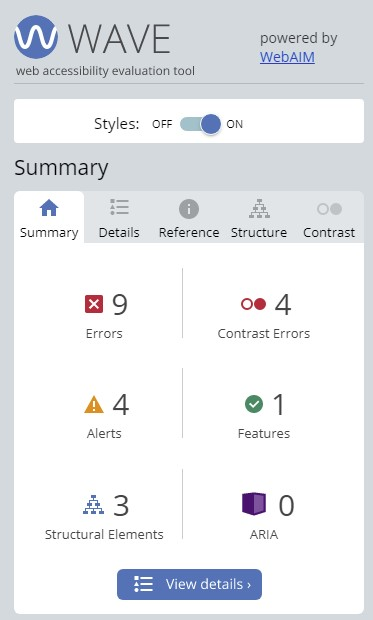 WAVE
web accessibility evaluation tool
powered by
WebAIM
Styles: OFF ON
Summary
Summary Details Reference Structure Contrast
9 4
Errors Contrast Errors
4 1
Alerts Features
3 0
Structural Elements ARIA
View details ›